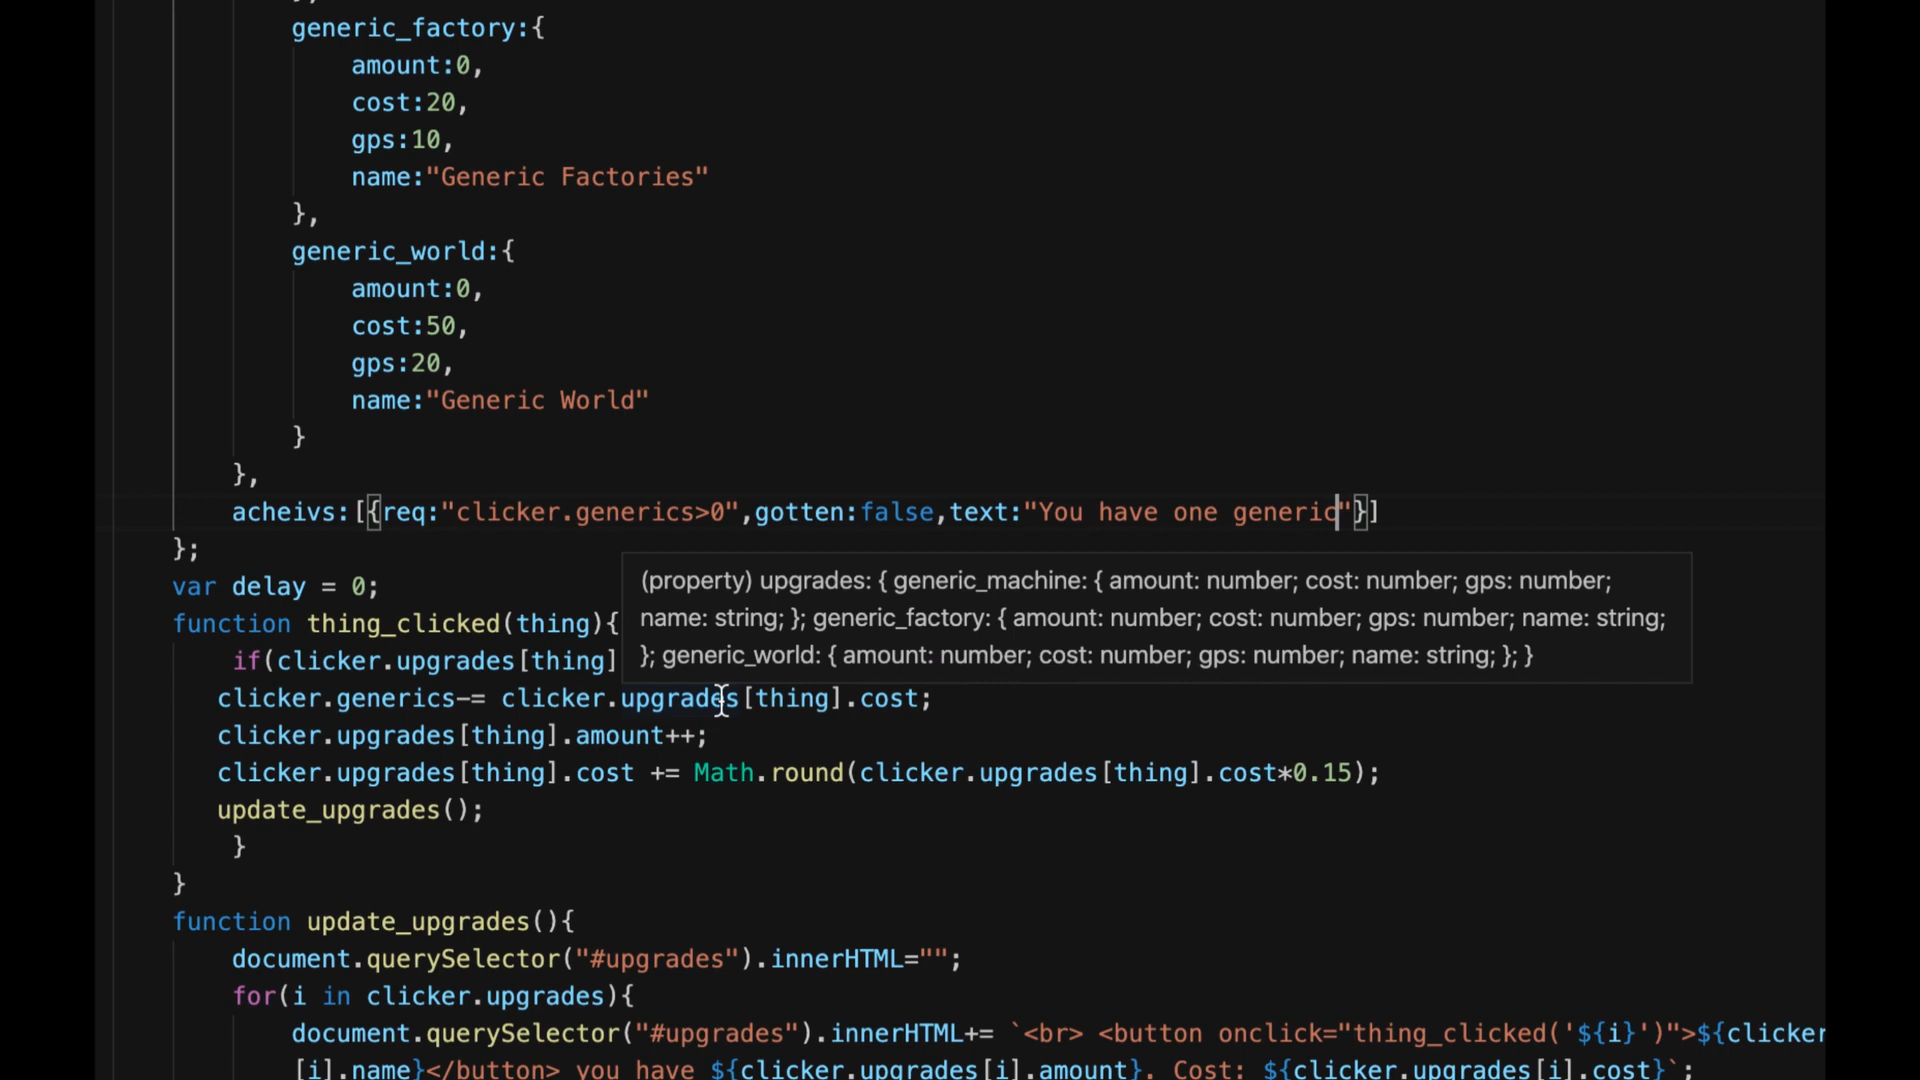 generic_factory:{
amount:0,
cost:20,
gps:10,
name:"Generic Factories"
},
generic_world:{
amount:0,
cost:50,
gps:20,
name:"Generic World"
}
},
acheivs:[{req:"clicker.generics>0",gotten:false,text:"You have one generic"}]
};
var delay = 0;
function thing_clicked(thing){
if(clicker.upgrades[thing]
(property) upgrades: { generic_machine: { amount: number; cost: number; gps: number;
name: string; }; generic_factory: { amount: number; cost: number; gps: number; name: string;
}; generic_world: { amount: number; cost: number; gps: number; name: string; }; }
clicker.generics-= clicker.upgrades[thing].cost;
clicker.upgrades[thing].amount++;
clicker.upgrades[thing].cost += Math.round(clicker.upgrades[thing].cost*0.15);
update_upgrades();
}
}
function update_upgrades(){
document.querySelector("#upgrades").innerHTML="";
for(i in clicker.upgrades){
document.querySelector("#upgrades").innerHTML+= `<br> <button onclick="thing_clicked('${i}')">${clicker
[i].name}</button> you have ${clicker.upgrades[i].amount}. Cost: ${clicker.upgrades[i].cost}`;